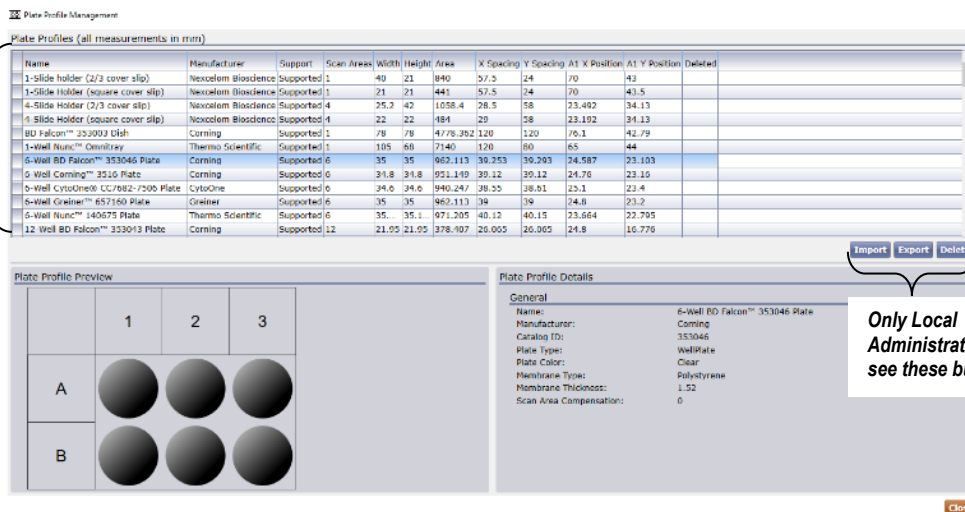 Plate Profile Management
Plate Profiles (all measurements in mm)
Name Manufacturer Support Scan Areas Width Height Area X Spacing Y Spacing A1 X Position A1 Y Position Deleted
1-Slide holder (2/3 cover slip) Nexcelom Bioscience Supported 1 40 21 840 57.5 24 70 43
1-Slide Holder (square cover slip) Nexcelom Bioscience Supported 1 21 21 441 57.5 24 70 43.5
4-Slide Holder (2/3 cover slip) Nexcelom Bioscience Supported 4 25.2 42 1058.4 28.5 58 23.492 34.13
4-Slide Holder (square cover slip) Nexcelom Bioscience Supported 4 22 22 484 29 58 23.192 34.13
BD Falcon™ 353003 Dish Corning Supported 1 78 78 4778.362 120 120 76.1 42.79
1-Well Nunc™ Omnitray Thermo Scientific Supported 1 105 68 7140 120 80 65 44
6-Well BD Falcon™ 353046 Plate Corning Supported 6 35 35 962.113 39.253 39.293 24.587 23.103
6-Well Corning™ 3516 Plate Corning Supported 6 34.8 34.8 951.149 39.12 39.12 24.76 23.16
6-Well CytoOne® CC7682-7506 Plate CytoOne Supported 6 34.6 34.6 940.247 38.55 38.61 25.1 23.4
6-Well Greiner™ 657160 Plate Greiner Supported 6 35 35 962.113 39 39 24.8 23.2
6-Well Nunc™ 140675 Plate Thermo Scientific Supported 6 35... 35.1... 971.205 40.12 40.15 23.664 22.795
12-Well BD Falcon™ 353043 Plate Corning Supported 12 21.95 21.95 378.407 26.065 26.065 24.8 16.776
Import Export Delet
Plate Profile Preview
1 2 3
A
B
Plate Profile Details
General
Name: 6-Well BD Falcon™ 353046 Plate
Manufacturer: Corning
Catalog ID: 353046
Plate Type: WellPlate
Plate Color: Clear
Membrane Type: Polystyrene
Membrane Thickness: 1.52
Scan Area Compensation: 0
Only Local
Administrat
see these bu
Clos